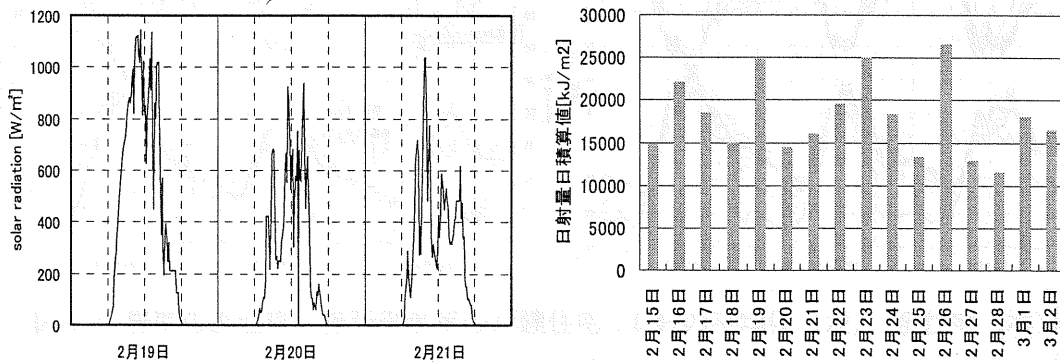 1200
1000
800
600
400
200
0
solar radiation [W/㎡]
2月19日 2月20日 2月21日
30000
25000
20000
15000
10000
5000
0
日射量日積算値[kJ/m2]
2月15日
2月16日
2月17日
2月18日
2月19日
2月20日
2月21日
2月22日
2月23日
2月24日
2月25日
2月26日
2月27日
2月28日
3月1日
3月2日